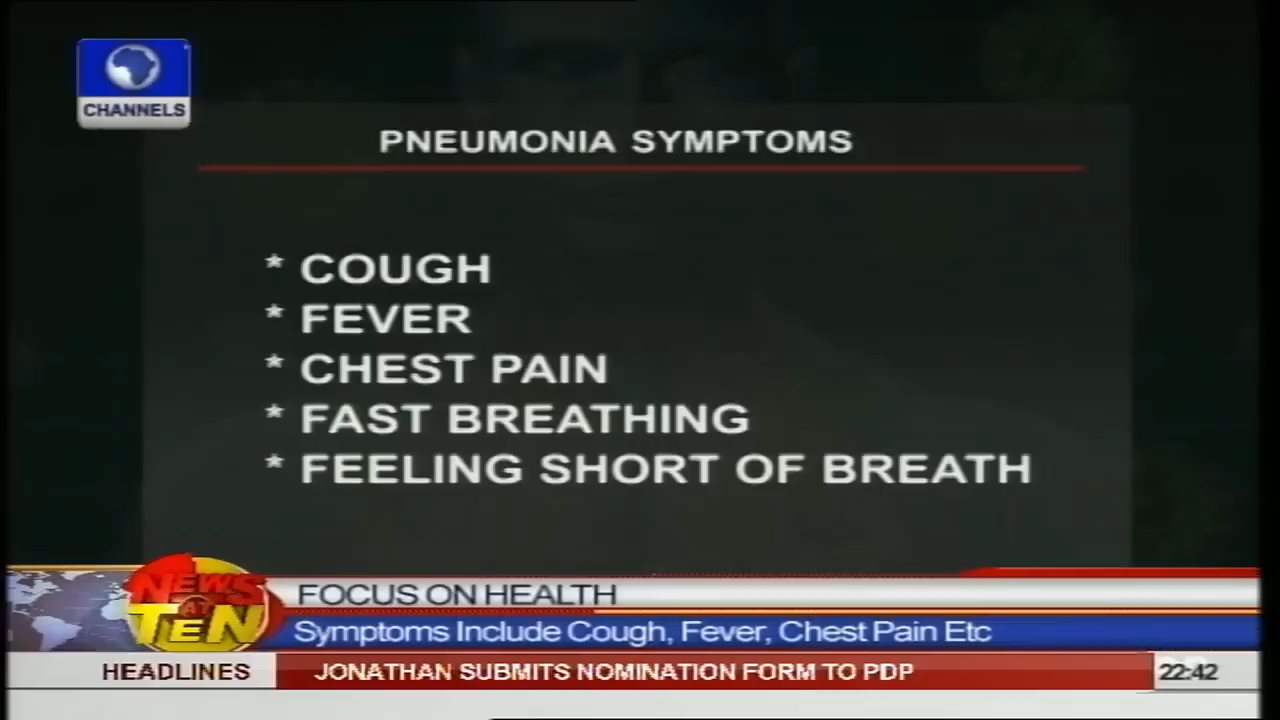 CHANNELS
PNEUMONIA SYMPTOMS
* COUGH
* FEVER
* CHEST PAIN
* FAST BREATHING
* FEELING SHORT OF BREATH
NEWS
AT
TEN
FOCUS ON HEALTH
Symptoms Include Cough, Fever, Chest Pain Etc
HEADLINES JONATHAN SUBMITS NOMINATION FORM TO PDP 22:42